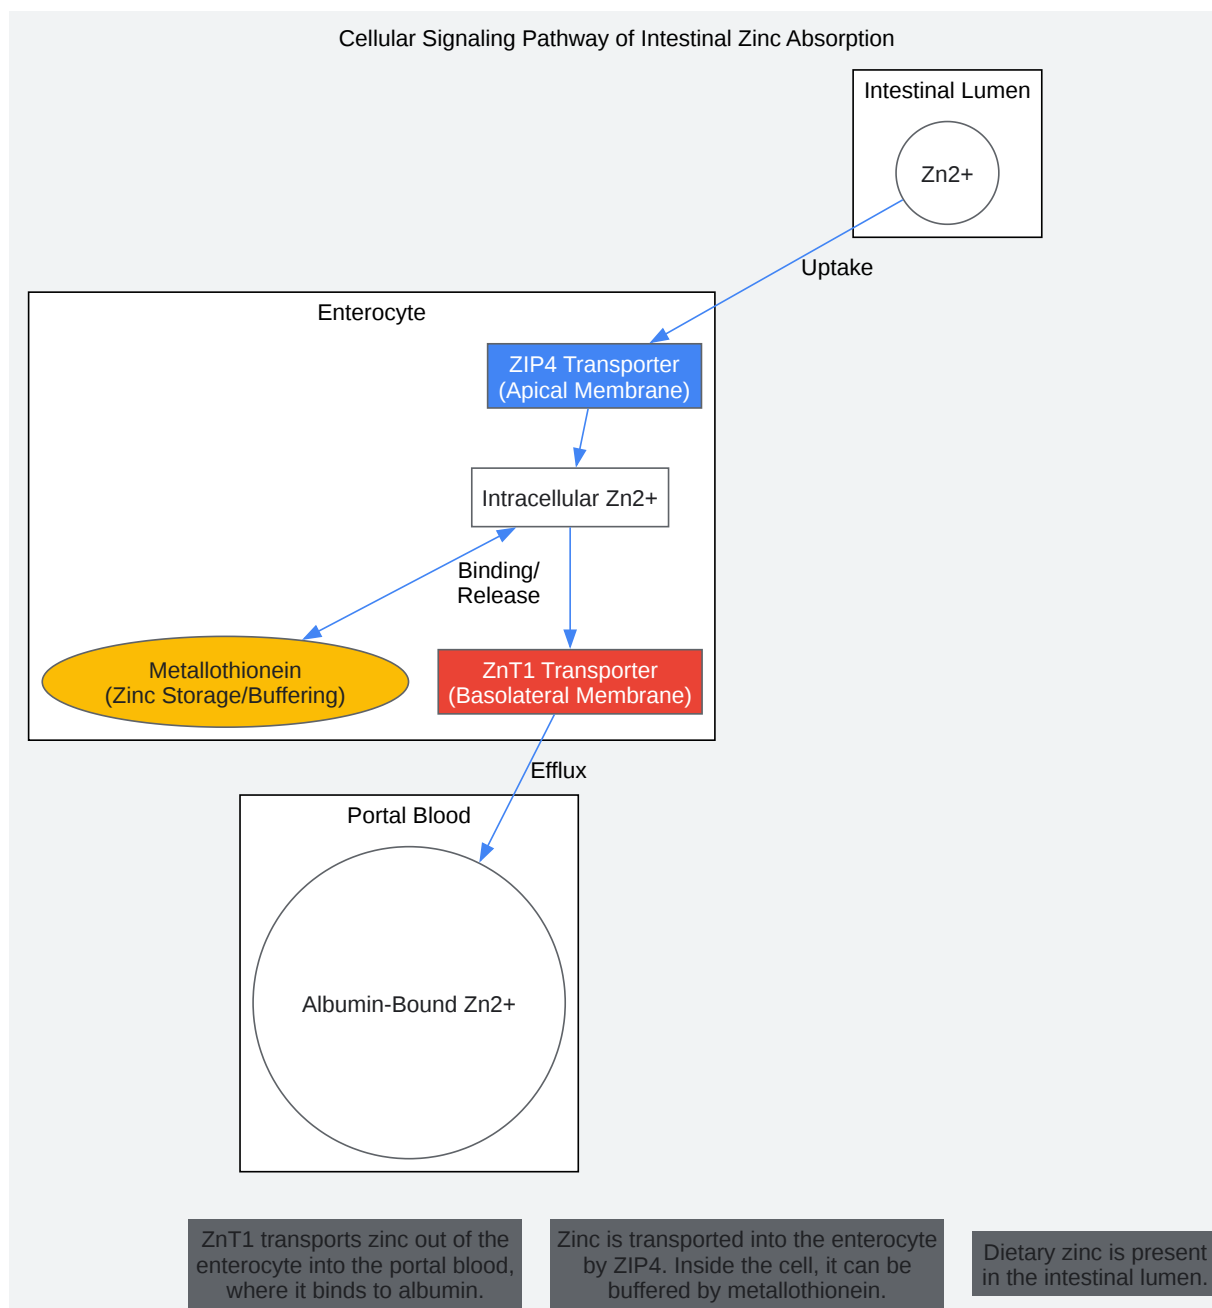 Cellular Signaling Pathway of Intestinal Zinc Absorption
Intestinal Lumen
Zn2+
Uptake
Enterocyte
ZIP4 Transporter
(Apical Membrane)
Intracellular Zn2+
Binding/
Release
Metallothionein
(Zinc Storage/Buffering)
ZnT1 Transporter
(Basolateral Membrane)
Efflux
Portal Blood
Albumin-Bound Zn2+
ZnT1 transports zinc out of the
enterocyte into the portal blood,
where it binds to albumin.
Zinc is transported into the enterocyte
by ZIP4. Inside the cell, it can be
buffered by metallothionein.
Dietary zinc is present
in the intestinal lumen.